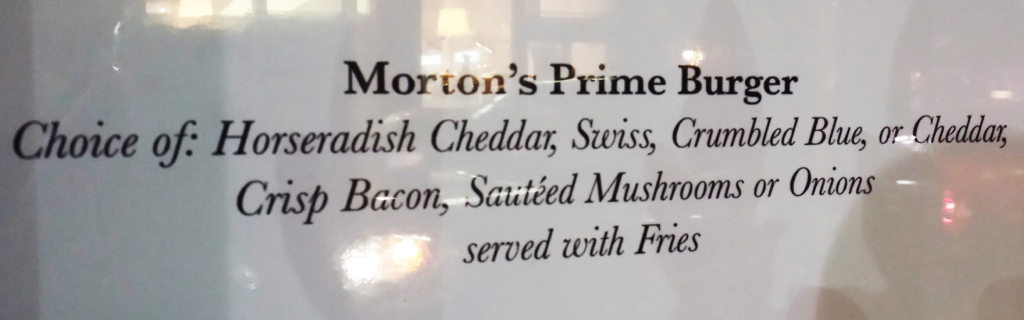 Morton's Prime Burger
Choice of: Horseradish Cheddar, Swiss, Crumbled Blue, or Cheddar,
Crisp Bacon, Sautéed Mushrooms or Onions
served with Fries